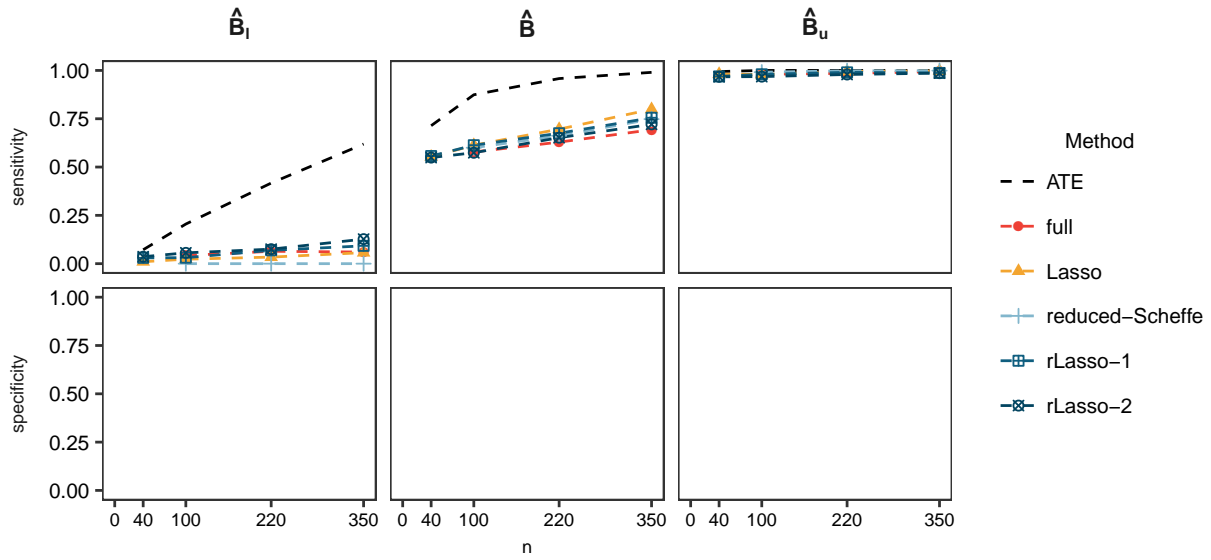 B̂ₗ B̂ B̂ᵤ
sensitivity
1.00
0.75
0.50
0.25
0.00
specificity
1.00
0.75
0.50
0.25
0.00
0 40 100 220 350 0 40 100 220 350 0 40 100 220 350
n
Method
ATE
full
Lasso
reduced−Scheffe
rLasso−1
rLasso−2